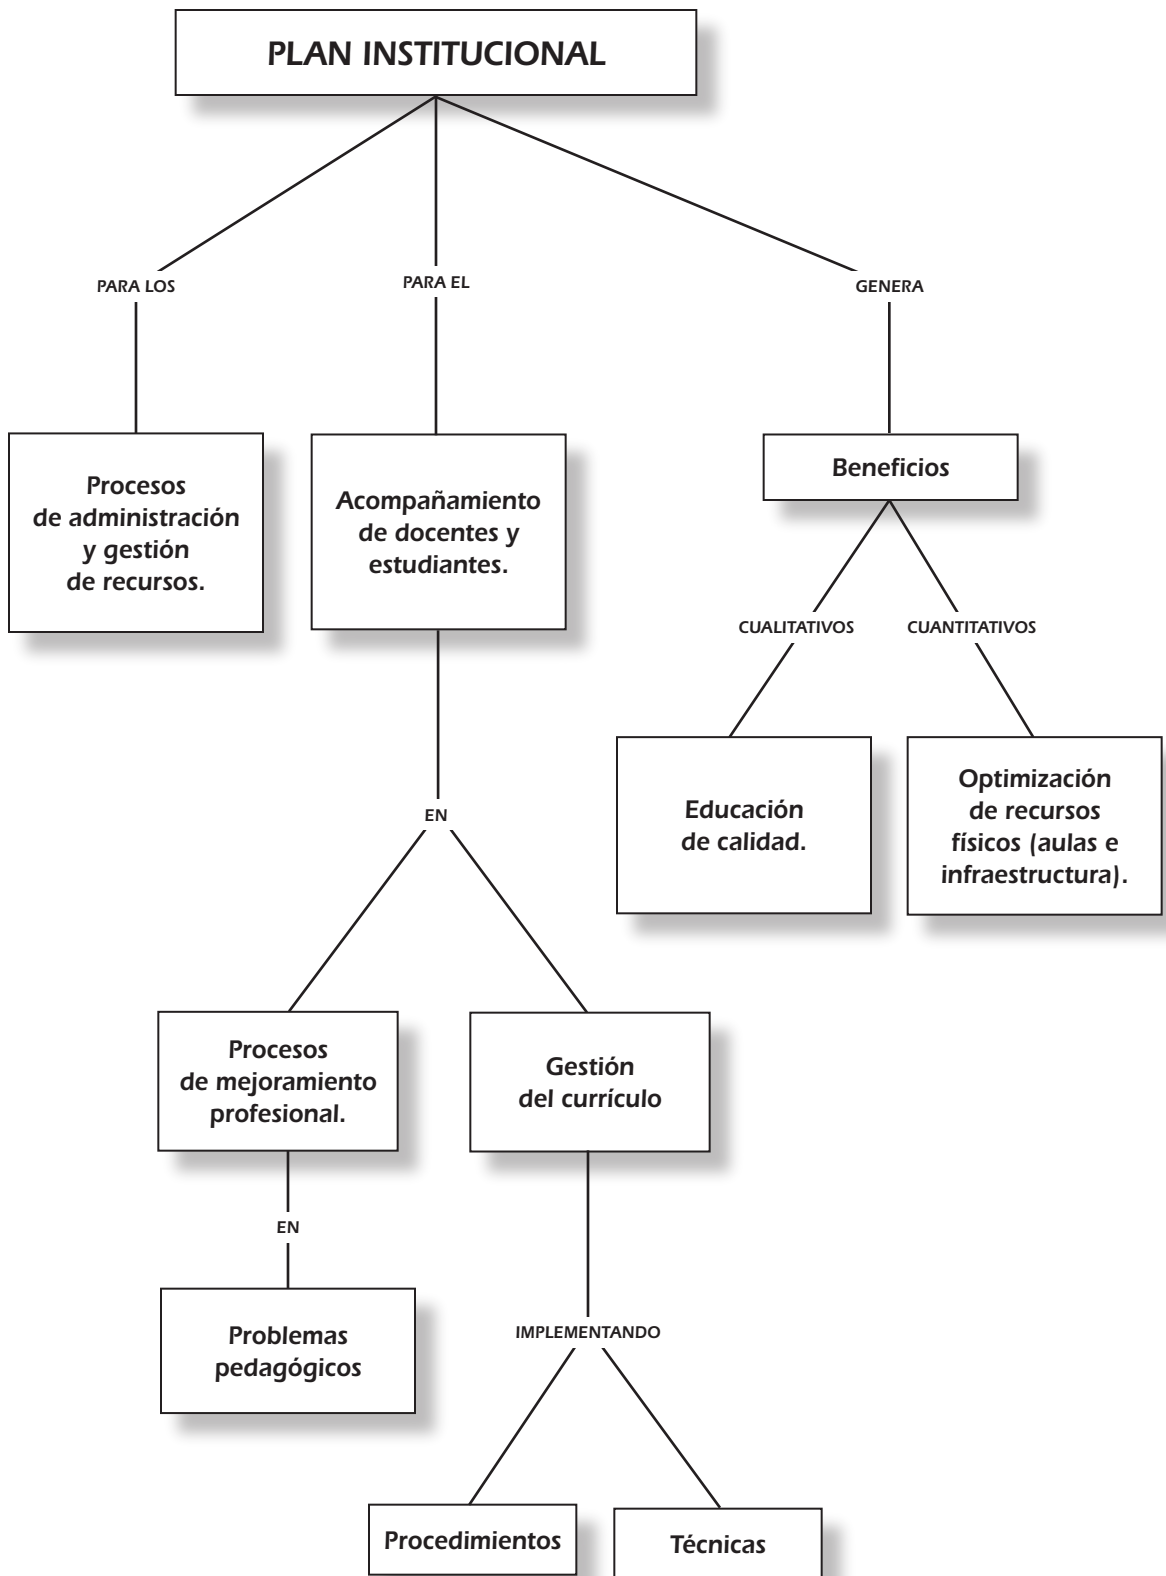 PLAN INSTITUCIONAL
PARA LOS
PARA EL
GENERA
Procesos
de administración
y gestión
de recursos.
Acompañamiento
de docentes y
estudiantes.
Beneficios
CUALITATIVOS
CUANTITATIVOS
Educación
de calidad.
Optimización
de recursos
físicos (aulas e
infraestructura).
EN
Procesos
de mejoramiento
profesional.
Gestión
del currículo
EN
Problemas
pedagógicos
IMPLEMENTANDO
Procedimientos
Técnicas